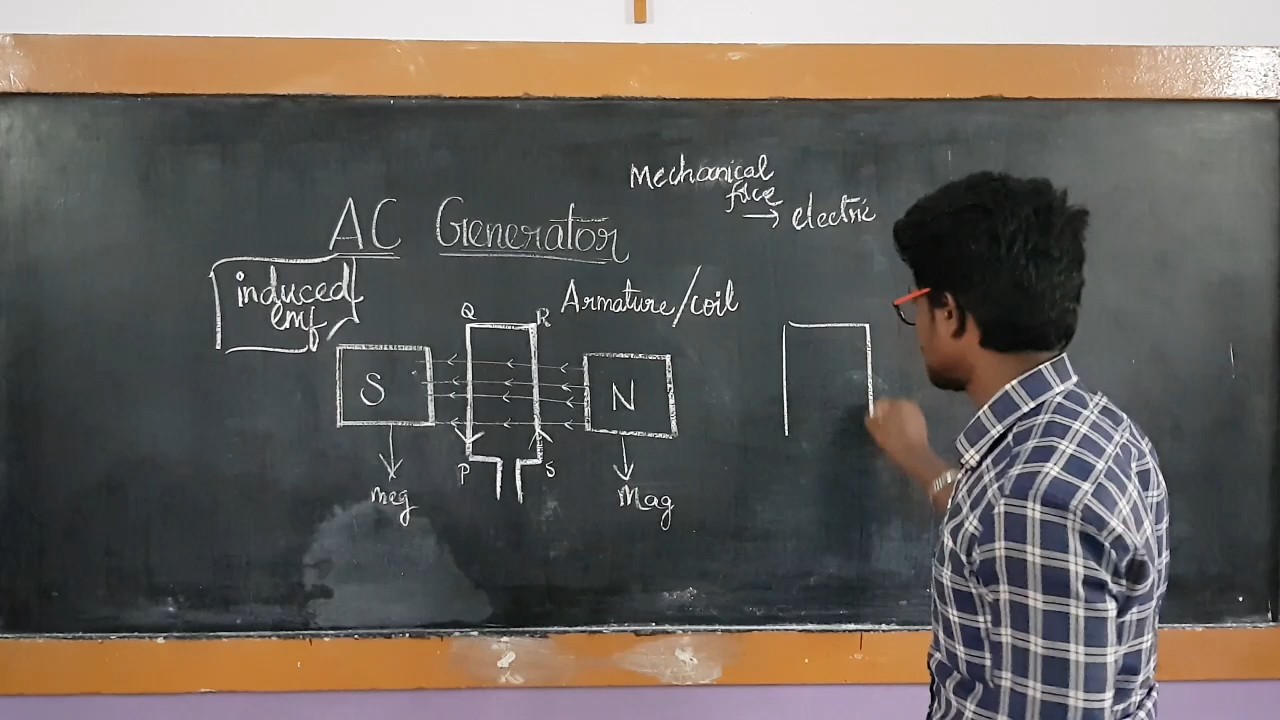 Mechanical
force
→ electric
AC Generator
induced
emf
Armature/coil
Q R
S N
P S
meg Mag